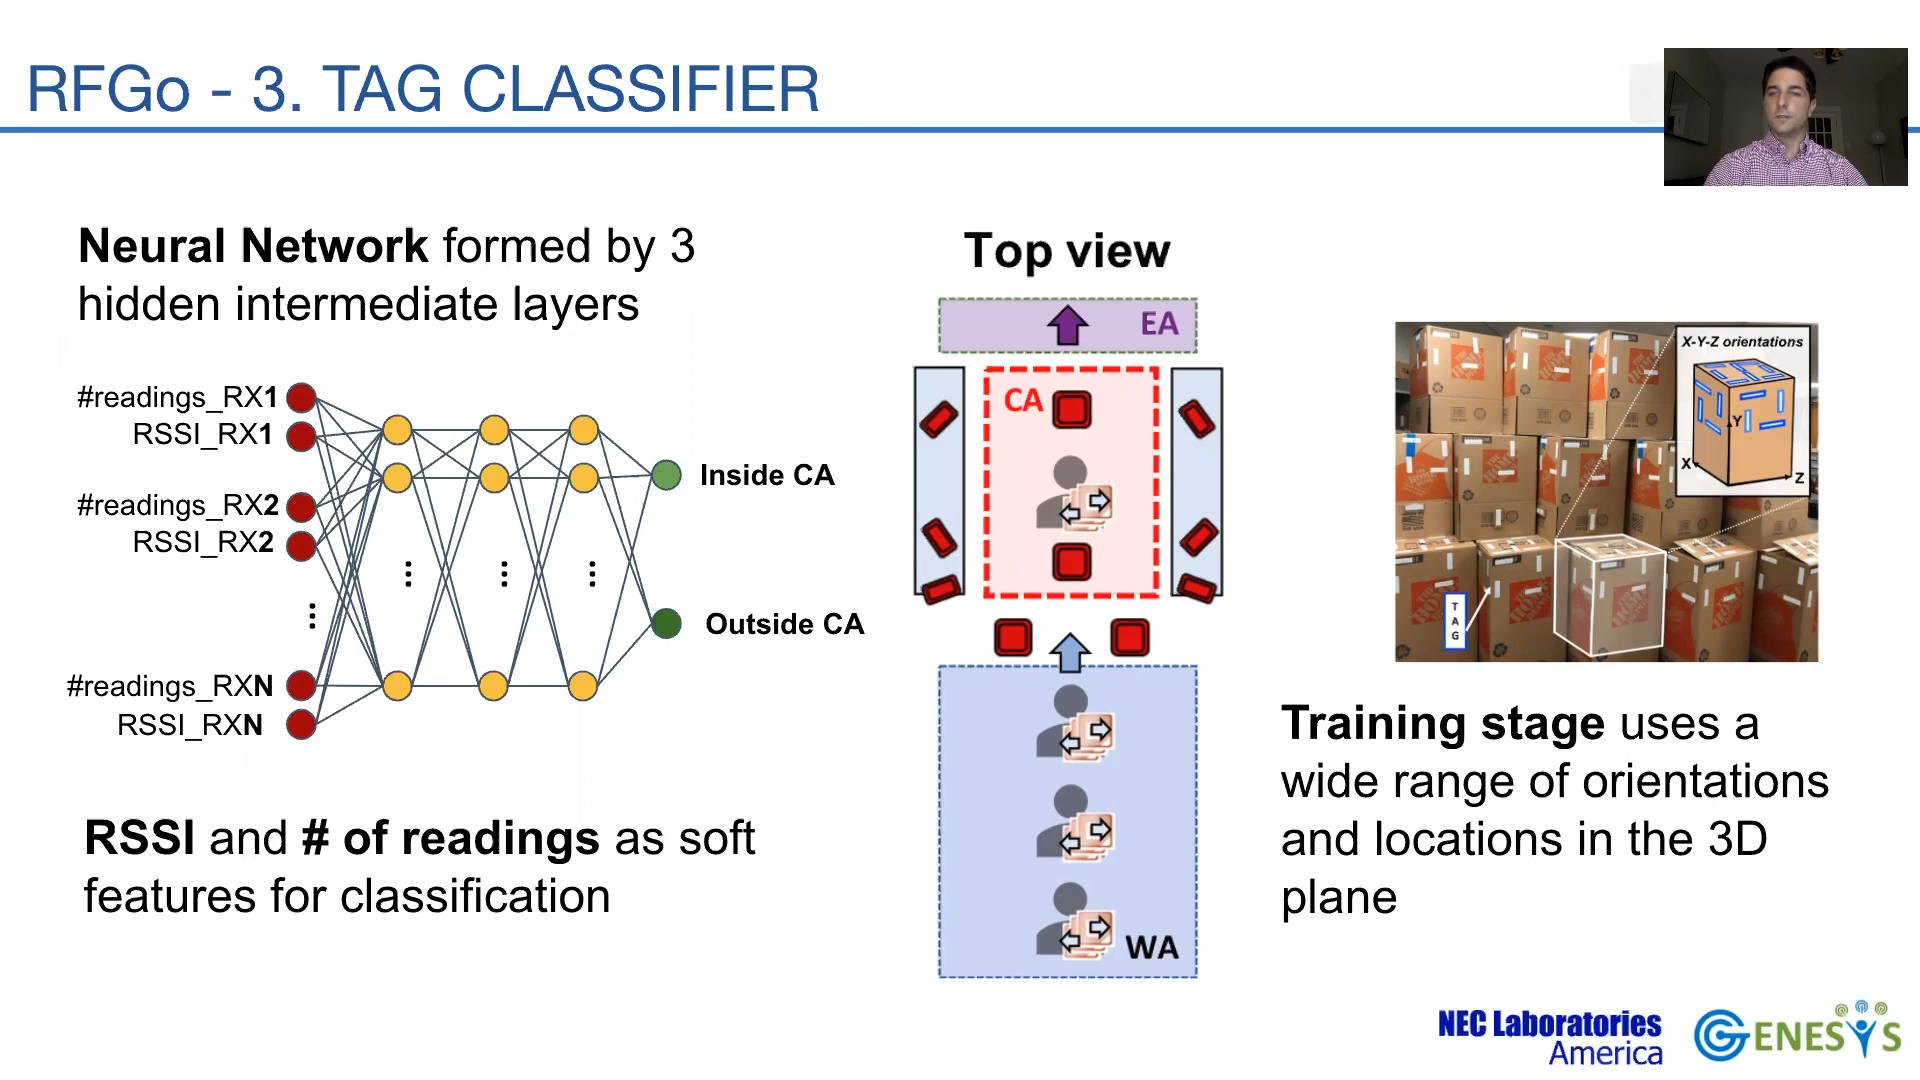 RFGo - 3. TAG CLASSIFIER
Neural Network formed by 3
hidden intermediate layers
#readings_RX1
RSSI_RX1
#readings_RX2
RSSI_RX2
#readings_RXN
RSSI_RXN
Inside CA
Outside CA
RSSI and # of readings as soft
features for classification
Top view
EA
CA
WA
X-Y-Z orientations
Y
X
Z
TAG
Training stage uses a
wide range of orientations
and locations in the 3D
plane
NEC Laboratories
America
GENESYS